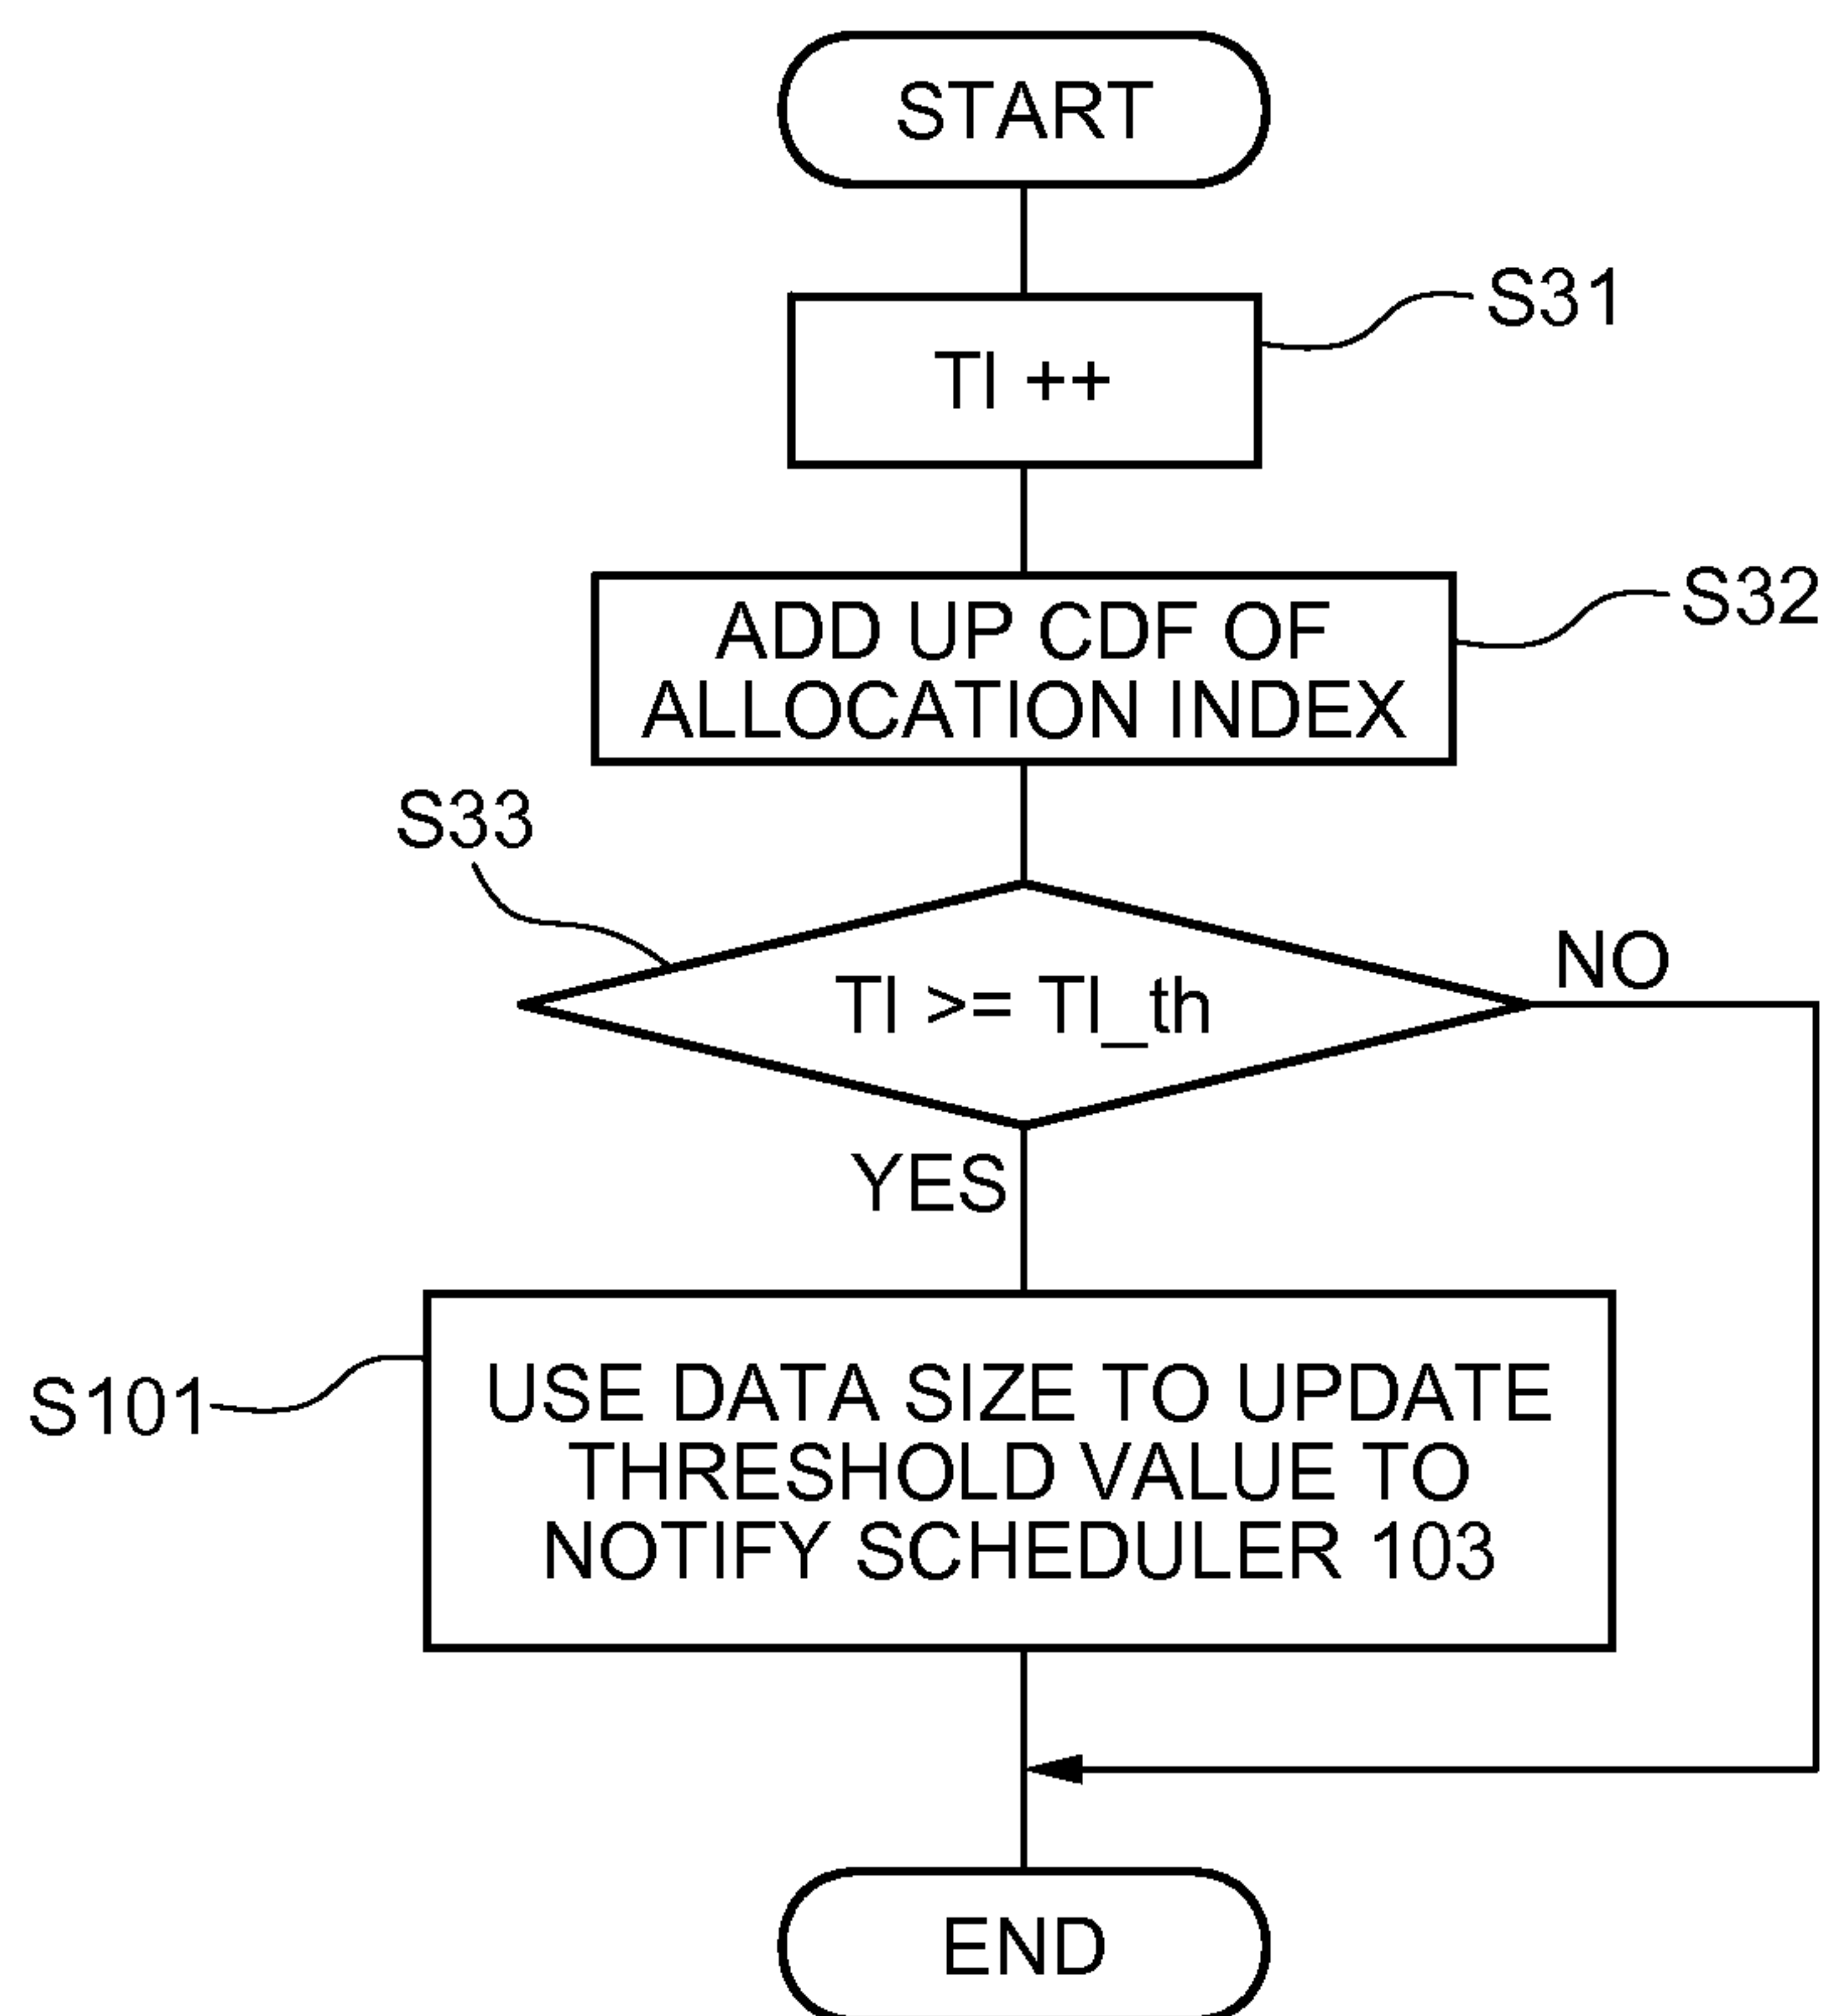 START
S31
TI ++
S32
ADD UP CDF OF
ALLOCATION INDEX
S33
NO
TI >= TI_th
YES
S101
USE DATA SIZE TO UPDATE
THRESHOLD VALUE TO
NOTIFY SCHEDULER 103
END